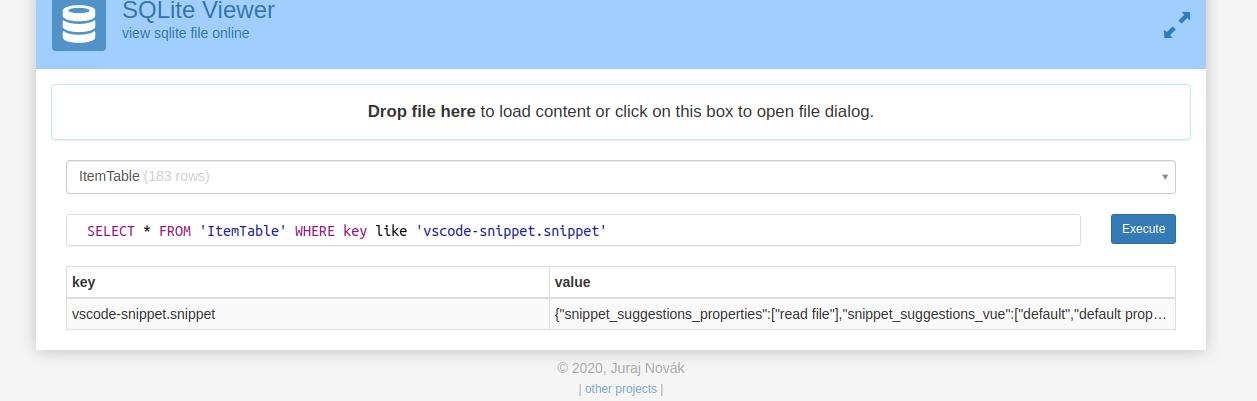 SQLite Viewer
view sqlite file online
Drop file here to load content or click on this box to open file dialog.
ItemTable (183 rows)
SELECT * FROM 'ItemTable' WHERE key like 'vscode-snippet.snippet'
Execute
key value
vscode-snippet.snippet {"snippet_suggestions_properties":["read file"],"snippet_suggestions_vue":["default","default prop…
© 2020, Juraj Novák
| other projects |